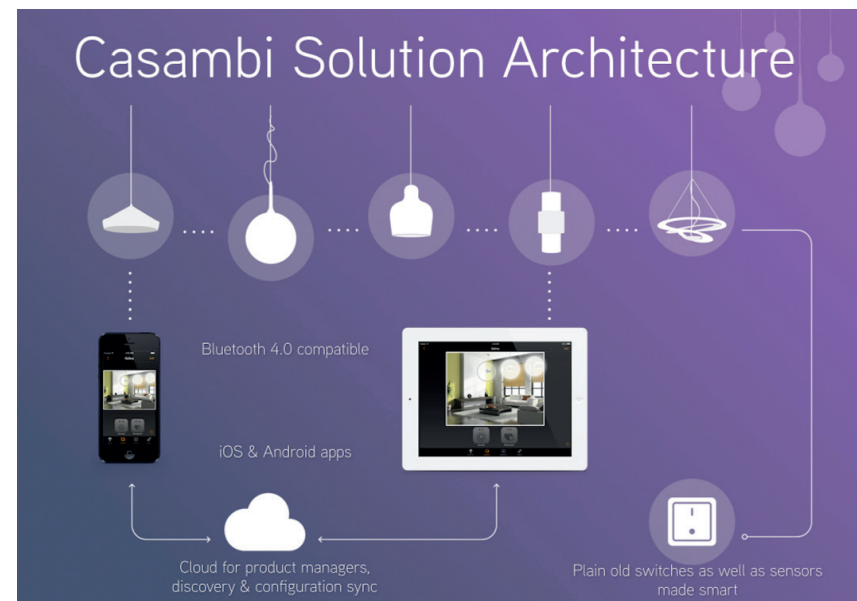 Casambi Solution Architecture
Bluetooth 4.0 compatible
iOS & Android apps
Cloud for product managers,
discovery & configuration sync
Plain old switches as well as sensors
made smart